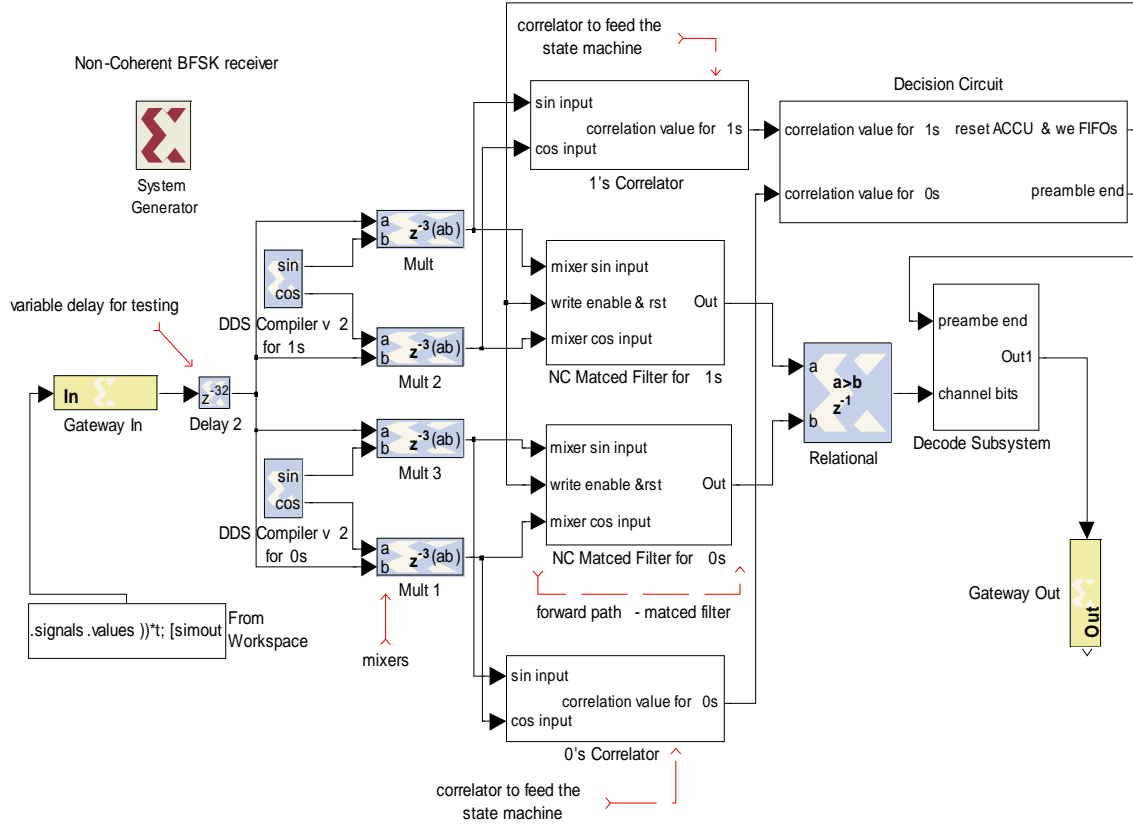 correlator to feed the
state machine
Non-Coherent BFSK receiver
Decision Circuit
sin input
correlation value for 1s
cos input
1's Correlator
correlation value for 1s
reset ACCU & we FIFOs
correlation value for 0s
preamble end
System
Generator
a
b
z-3(ab)
Mult
sin
cos
DDS Compiler v 2
for 1s
a
b
z-3(ab)
Mult 2
mixer sin input
write enable & rst
Out
mixer cos input
NC Matced Filter for 1s
variable delay for testing
In
Gateway In
z-32
Delay 2
a
b
z-3(ab)
Mult 3
sin
cos
DDS Compiler v 2
for 0s
a
b
z-3(ab)
Mult 1
mixer sin input
write enable &rst
Out
mixer cos input
NC Matced Filter for 0s
forward path - matced filter
a
b
a>b
z-1
Relational
preambe end
Out1
channel bits
Decode Subsystem
Gateway Out
Out
.signals .values ))*t; [simout
From
Workspace
mixers
sin input
correlation value for 0s
cos input
0's Correlator
correlator to feed the
state machine